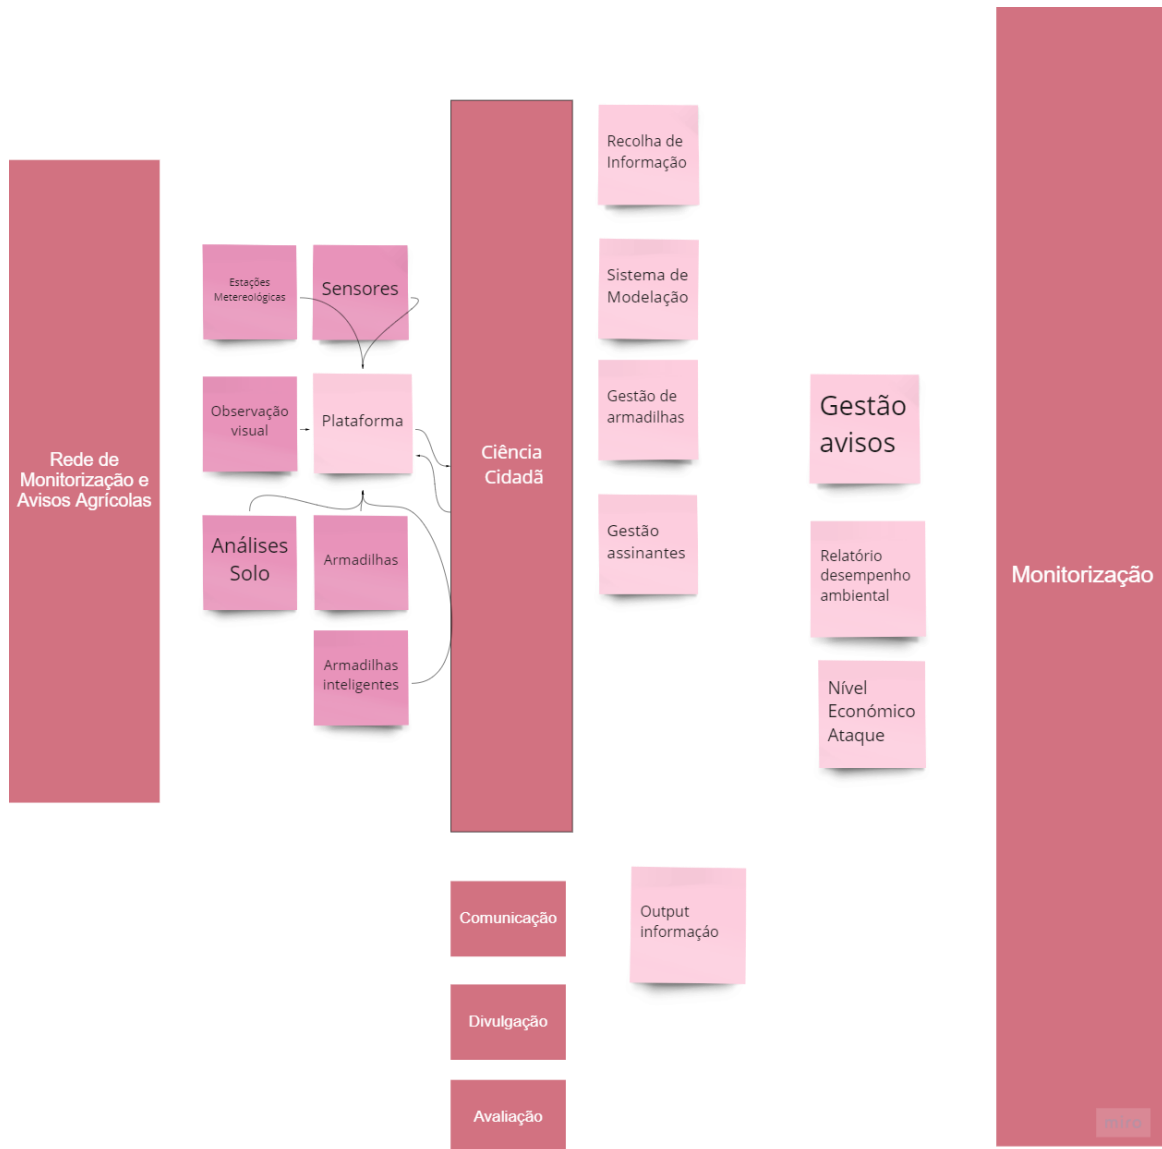 Rede de
Monitorização e
Avisos Agrícolas
Estações
Metereológicas
Sensores
Observação
visual
Plataforma
Análises
Solo
Armadilhas
Armadilhas
inteligentes
Ciência
Cidadã
Recolha de
Informação
Sistema de
Modelação
Gestão de
armadilhas
Gestão
assinantes
Gestão
avisos
Relatório
desempenho
ambiental
Nível
Económico
Ataque
Monitorização
Comunicação
Output
informaçáo
Divulgação
Avaliação
miro